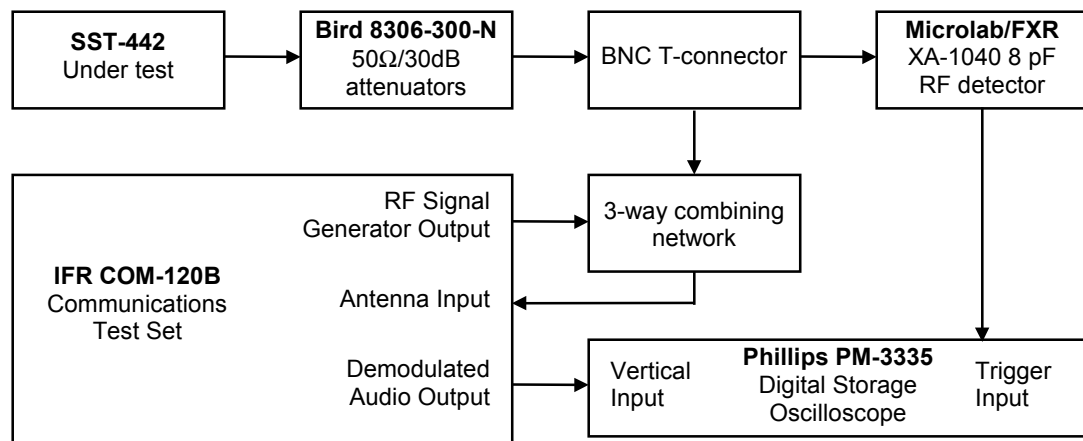 SST-442
Under test
Bird 8306-300-N
50Ω/30dB
attenuators
BNC T-connector
Microlab/FXR
XA-1040 8 pF
RF detector
RF Signal
Generator Output
3-way combining
network
IFR COM-120B
Communications
Test Set
Antenna Input
Demodulated
Audio Output
Vertical
Input
Phillips PM-3335
Digital Storage
Oscilloscope
Trigger
Input